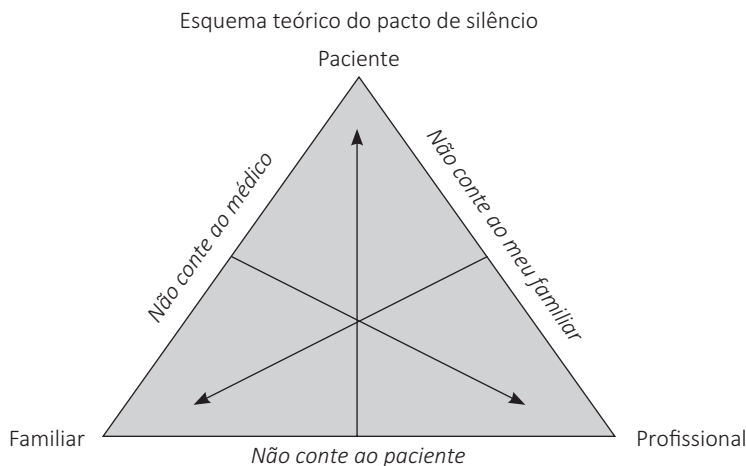 Esquema teórico do pacto de silêncio
Paciente
Não conte ao médico
Não conte ao meu familiar
Familiar
Profissional
Não conte ao paciente